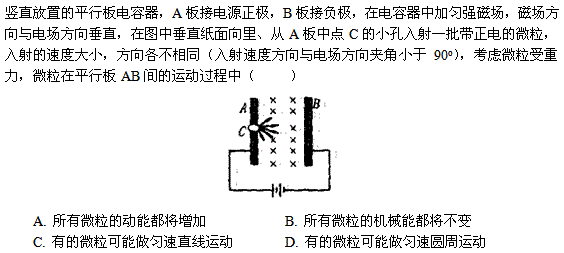 竖直放置的平行板电容器，A 板接电源正极，B 板接负极，在电容器中加匀强磁场，磁场方
向与电场方向垂直，在图中垂直纸面向里、从 A 板中点 C 的小孔入射一批带正电的微粒，
入射的速度大小，方向各不相同（入射速度方向与电场方向夹角小于 90º），考虑微粒受重
力，微粒在平行板 AB 间的运动过程中（ ）
A
B
C
A. 所有微粒的动能都将增加 B. 所有微粒的机械能都将不变
C. 有的微粒可能做匀速直线运动 D. 有的微粒可能做匀速圆周运动